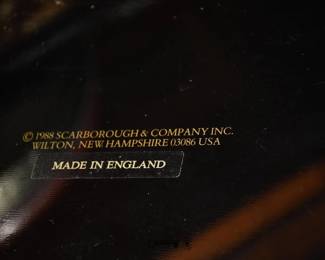 © 1988 SCARBOROUGH & COMPANY INC.
WILTON, NEW HAMPSHIRE 03086 USA
MADE IN ENGLAND